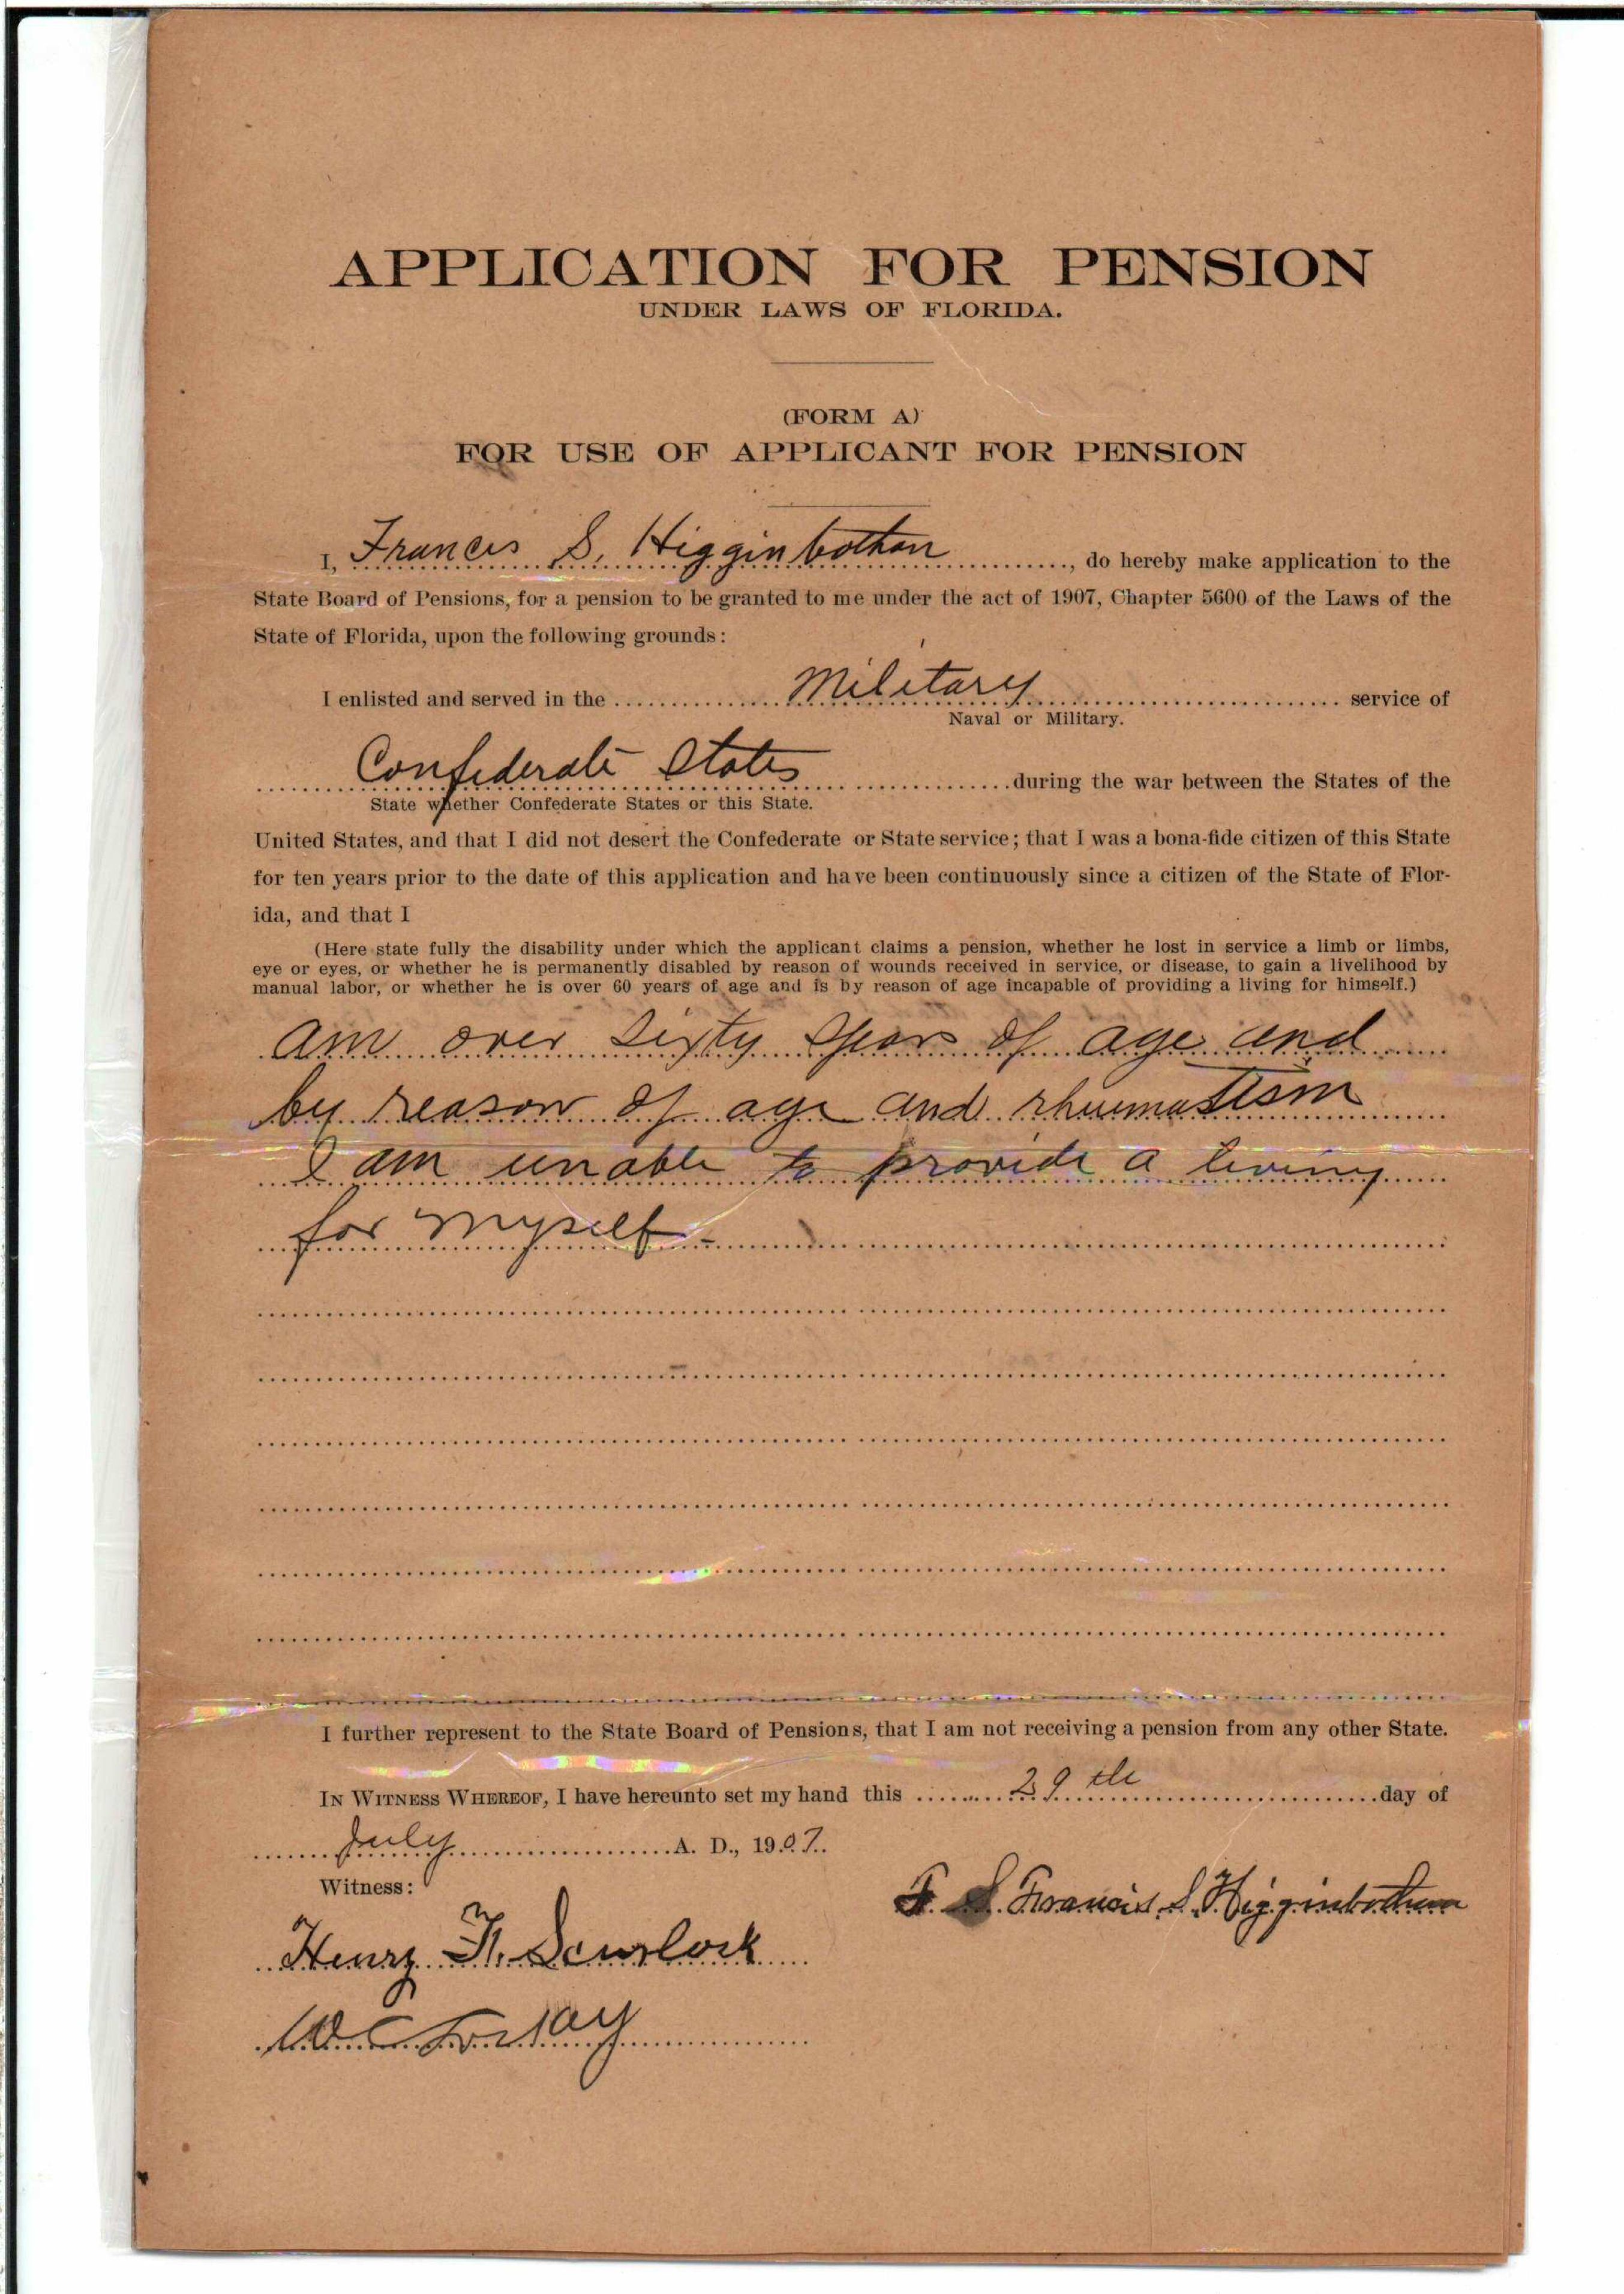 APPLICATION FOR PENSION
UNDER LAWS OF FLORIDA.
(FORM A)
FOR USE OF APPLICANT FOR PENSION
I, Francis S. Higginbothan, do hereby make application to the
State Board of Pensions, for a pension to be granted to me under the act of 1907, Chapter 5600 of the Laws of the
State of Florida, upon the following grounds:
I enlisted and served in the Military service of
Naval or Military.
Confederate States during the war between the States of the
State whether Confederate States or this State.
United States, and that I did not desert the Confederate or State service; that I was a bona-fide citizen of this State
for ten years prior to the date of this application and have been continuously since a citizen of the State of Flor-
ida, and that I
(Here state fully the disability under which the applicant claims a pension, whether he lost in service a limb or limbs,
eye or eyes, or whether he is permanently disabled by reason of wounds received in service, or disease, to gain a livelihood by
manual labor, or whether he is over 60 years of age and is by reason of age incapable of providing a living for himself.)
am over sixty years of age and
by reason of age and rhuematism
I am unable to provide a living
for myself-
I further represent to the State Board of Pensions, that I am not receiving a pension from any other State.
IN WITNESS WHEREOF, I have hereunto set my hand this 29th day of
July A. D., 1907.
Witness:
F. S. Francis S. Higginbotham
Henry H. Scurlock
W. C.